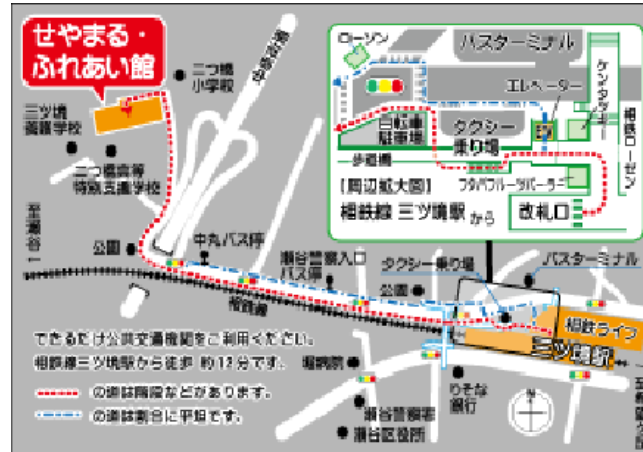 せやまる・
ふれあい館
二つ橋
小学校
三ツ境
養護学校
二つ橋高等
特別支援学校
中原街道
至瀬谷
公園
中丸バス停
瀬谷警察入口
バス停
相鉄線
公園
タクシー乗り場
バスターミナル
相鉄ライフ
三ツ境駅
りそな
銀行
堀病院
瀬谷警察署
瀬谷区役所
N
ローソン
バスターミナル
エレベーター
ケンタッキー
相鉄ローゼン
自転車
駐車場
タクシー
乗り場
歩道橋
フタバフルーツパーラー
【周辺拡大図】
相鉄線 三ツ境駅 から
改札口
できるだけ公共交通機関をご利用ください。
相鉄線三ツ境駅から徒歩 約12分です。
の道は階段などがあります。
の道は割合に平坦です。